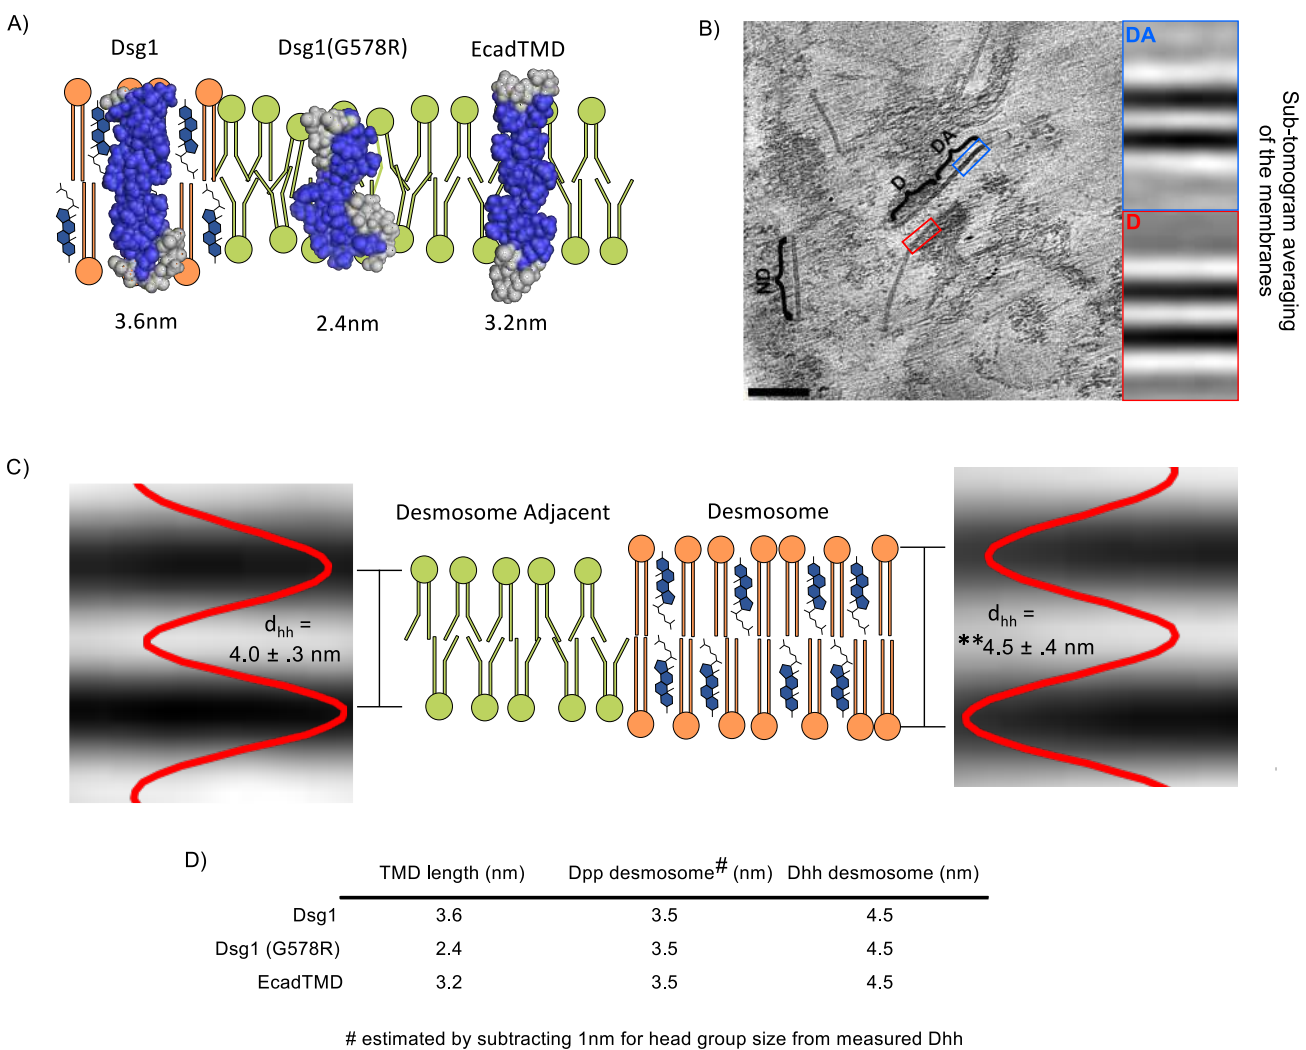 A)
Dsg1
Dsg1(G578R)
EcadTMD
3.6nm
2.4nm
3.2nm
B)
DA
D
ND
DA
D
Sub-tomogram averaging
of the membranes
C)
Desmosome Adjacent
Desmosome
dhh =
4.0 ± .3 nm
dhh =
**4.5 ± .4 nm
D)
TMD length (nm) Dpp desmosome# (nm) Dhh desmosome (nm)
Dsg1 3.6 3.5 4.5
Dsg1 (G578R) 2.4 3.5 4.5
EcadTMD 3.2 3.5 4.5
# estimated by subtracting 1nm for head group size from measured Dhh